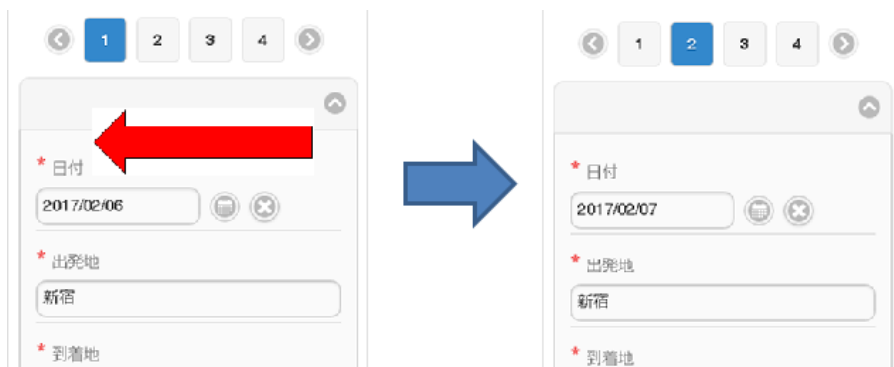 1 2 3 4
* 日付
2017/02/06
* 出発地
新宿
* 到着地
1 2 3 4
* 日付
2017/02/07
* 出発地
新宿
* 到着地